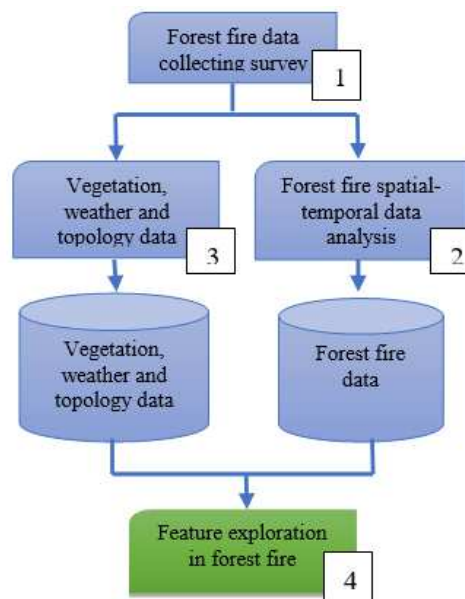 Forest fire data
collecting survey
1
Vegetation,
weather and
topology data
3
Forest fire spatial-
temporal data
analysis
2
Vegetation,
weather and
topology data
Forest fire
data
Feature exploration
in forest fire
4